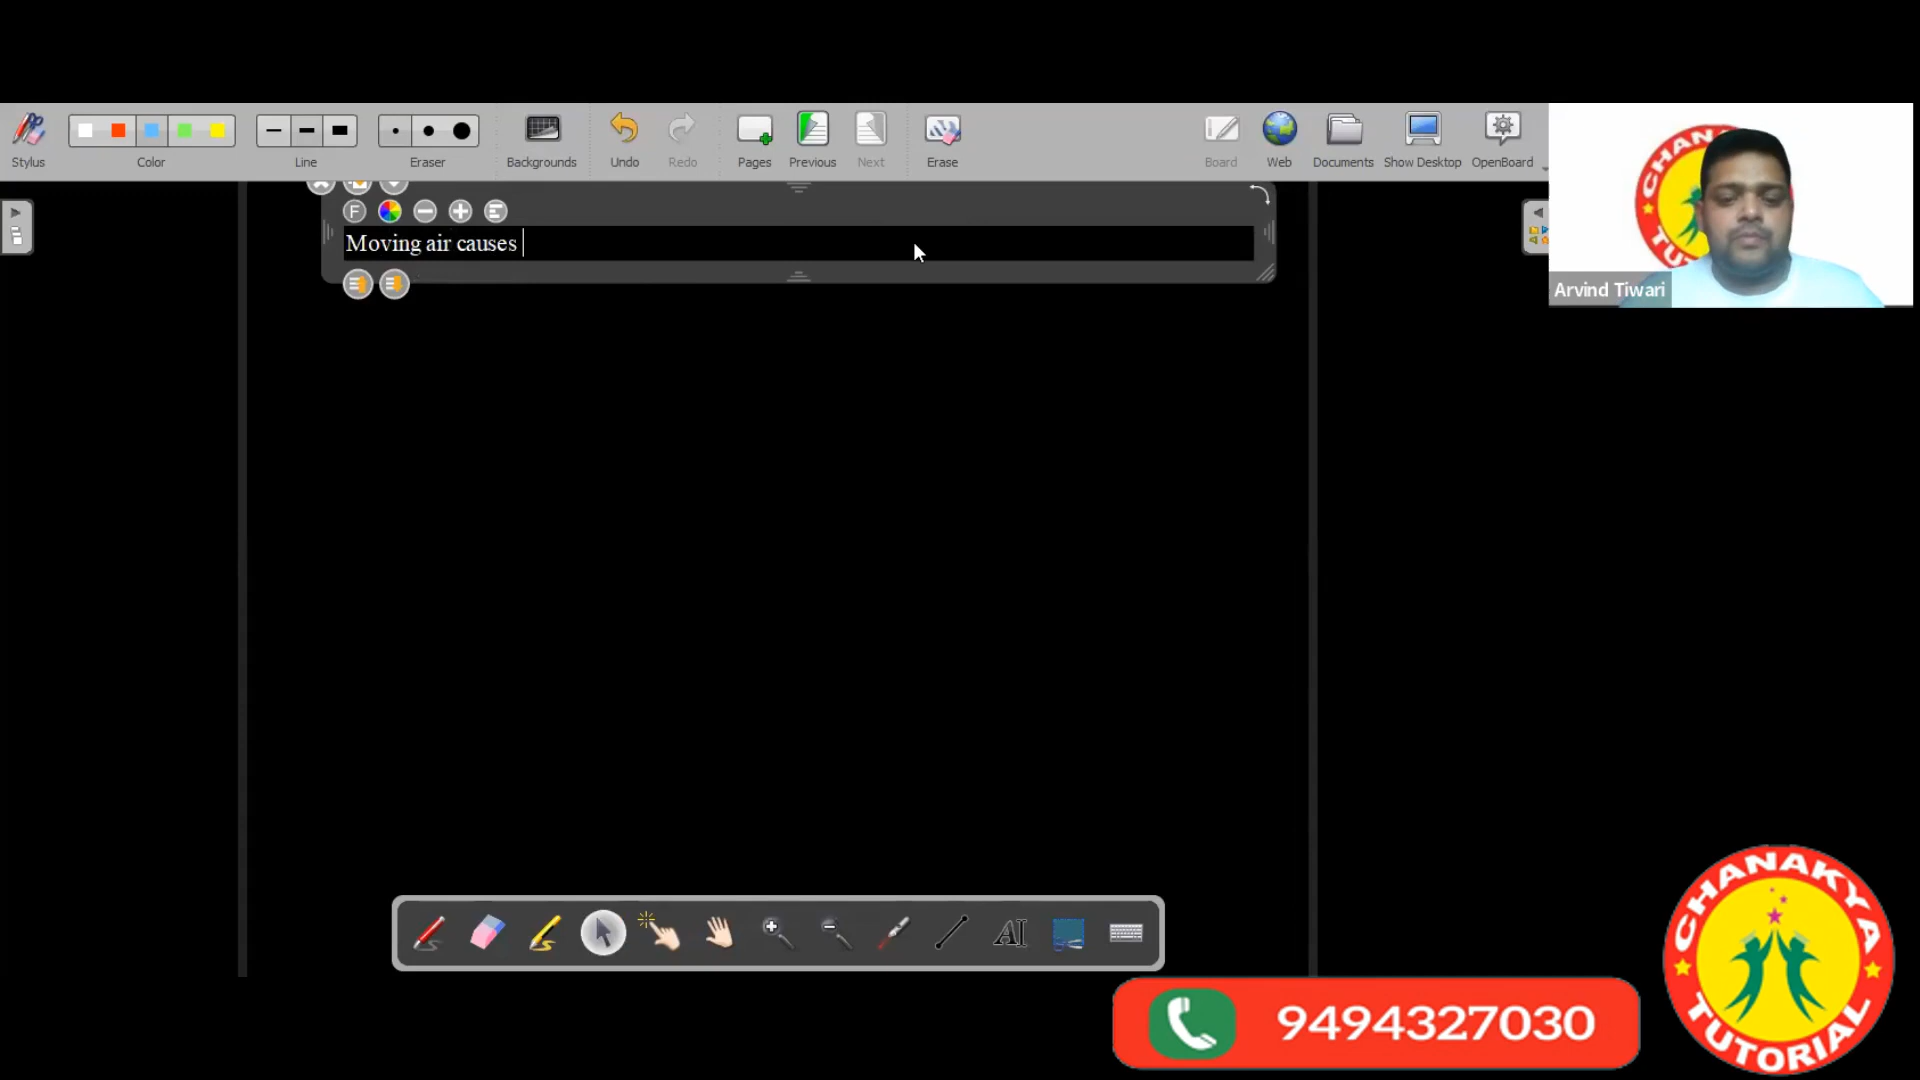 Stylus
Color
Line
Eraser
Backgrounds
Undo
Redo
Pages
Previous
Next
Erase
Board
Web
Documents
Show Desktop
OpenBoard
F
Moving air causes
Arvind Tiwari
AI
9494327030
CHANAKYA
TUTORIAL